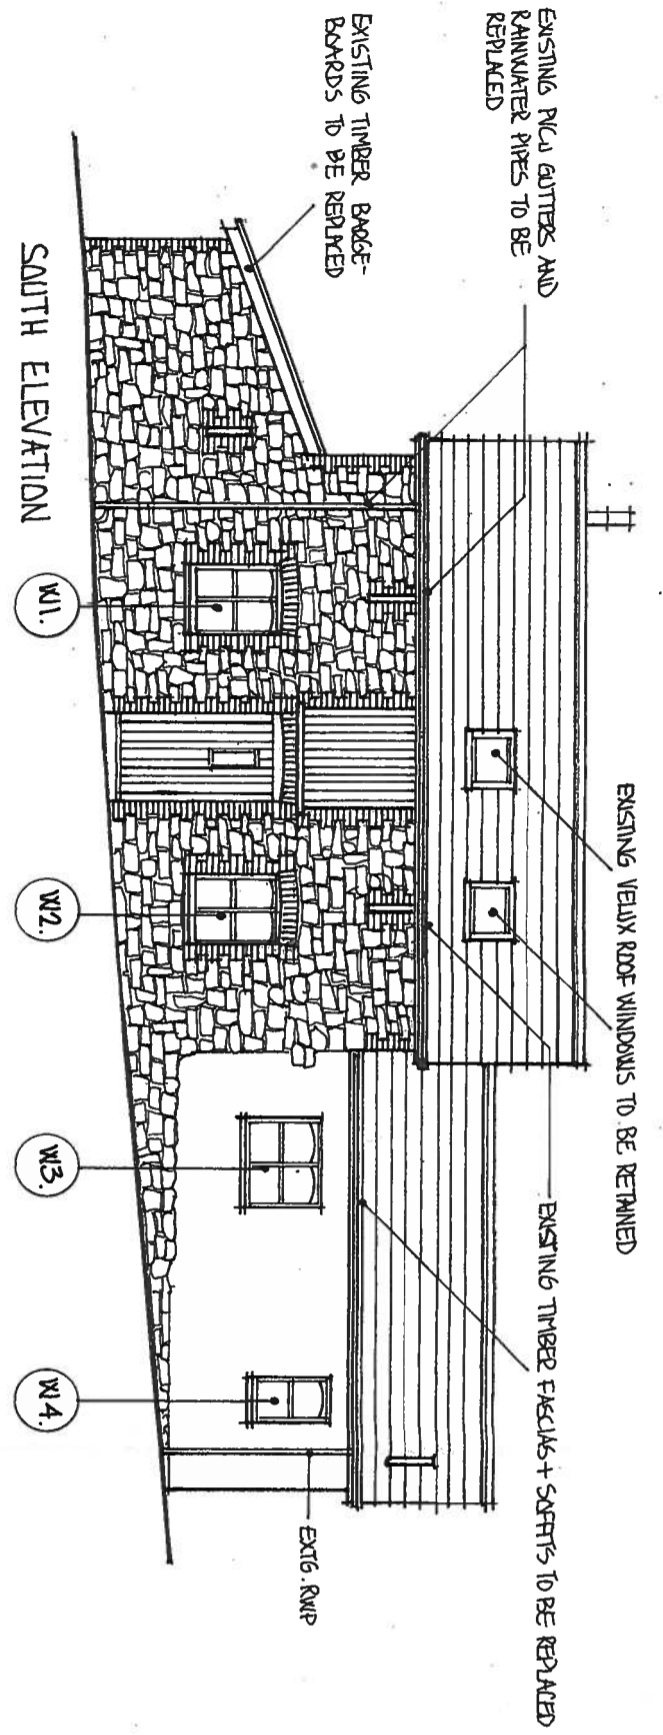 EXISTING PVCU GUTTERS AND
RAINWATER PIPES TO BE
REPLACED
EXISTING TIMBER BADGE-
BOARDS TO BE REPLACED
EXISTING VELUX ROOF WINDOWS TO BE RETAINED
EXISTING TIMBER FASCIAS + SOFFITS TO BE REPLACED
EXTG. RWP
W1.
W2.
W3.
W4.
SOUTH ELEVATION